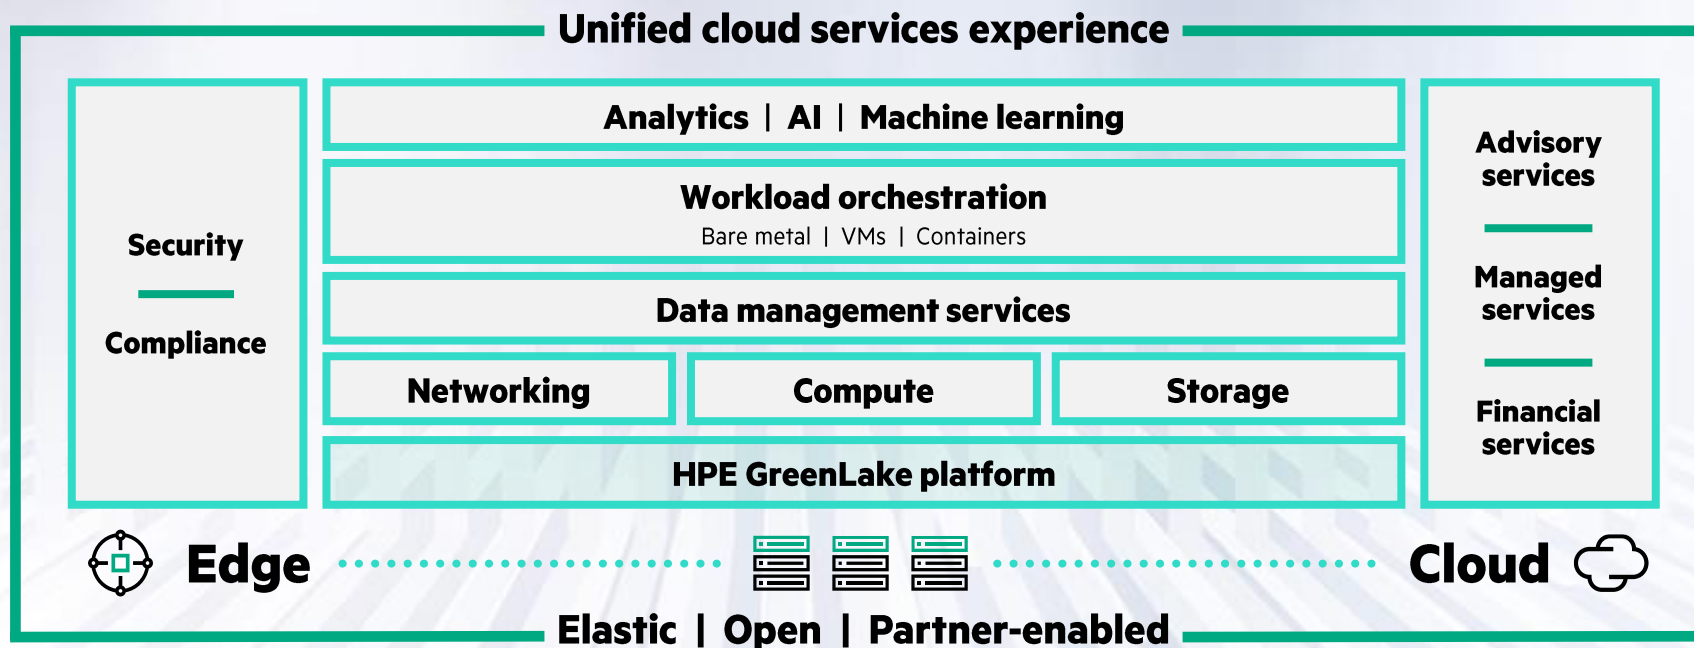 Unified cloud services experience
Security
Compliance
Analytics | AI | Machine learning
Workload orchestration
Bare metal | VMs | Containers
Data management services
Networking
Compute
Storage
HPE GreenLake platform
Advisory
services
Managed
services
Financial
services
Edge
Cloud
Elastic | Open | Partner-enabled